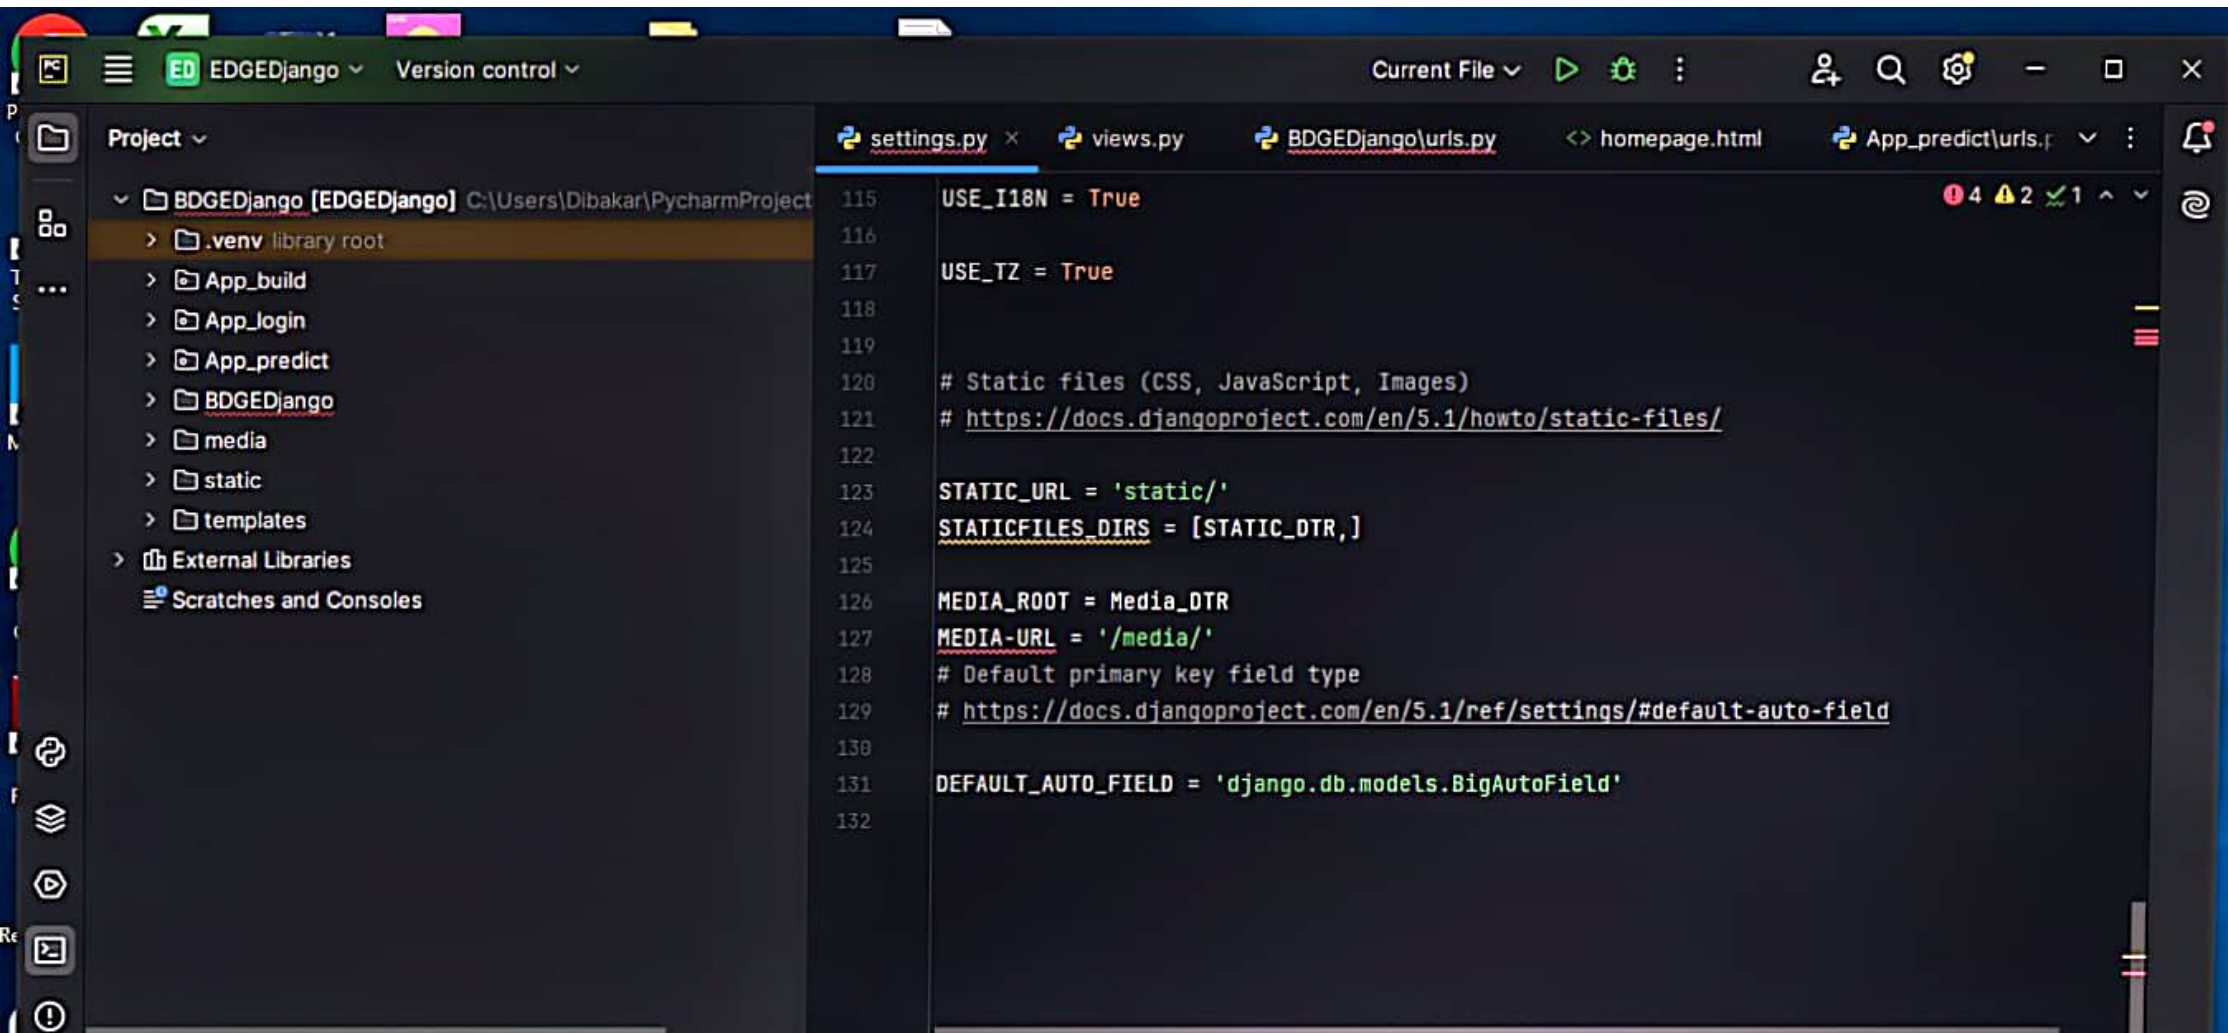 PC
ED EDGEDjango
Version control
Current File
Project
settings.py
views.py
BDGEDjango\urls.py
<> homepage.html
App_predict\urls.p
BDGEDjango [EDGEDjango] C:\Users\Dibakar\PycharmProject
.venv library root
App_build
App_login
App_predict
BDGEDjango
media
static
templates
External Libraries
Scratches and Consoles
4 2 1
115 USE_I18N = True
116
117 USE_TZ = True
118
119
120 # Static files (CSS, JavaScript, Images)
121 # https://docs.djangoproject.com/en/5.1/howto/static-files/
122
123 STATIC_URL = 'static/'
124 STATICFILES_DIRS = [STATIC_DTR,]
125
126 MEDIA_ROOT = Media_DTR
127 MEDIA-URL = '/media/'
128 # Default primary key field type
129 # https://docs.djangoproject.com/en/5.1/ref/settings/#default-auto-field
130
131 DEFAULT_AUTO_FIELD = 'django.db.models.BigAutoField'
132